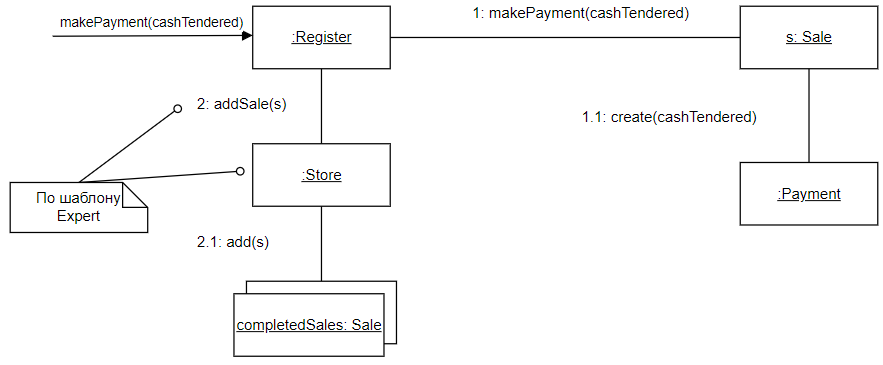 makePayment(cashTendered)
:Register
1: makePayment(cashTendered)
s: Sale
2: addSale(s)
1.1: create(cashTendered)
:Store
По шаблону
Expert
:Payment
2.1: add(s)
completedSales: Sale